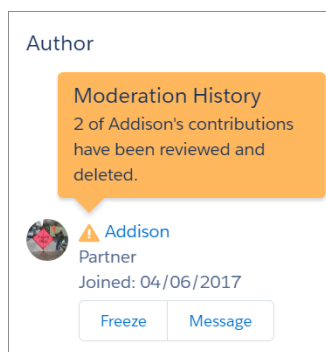 Author
Moderation History
2 of Addison's contributions
have been reviewed and
deleted.
Addison
Partner
Joined: 04/06/2017
Freeze
Message